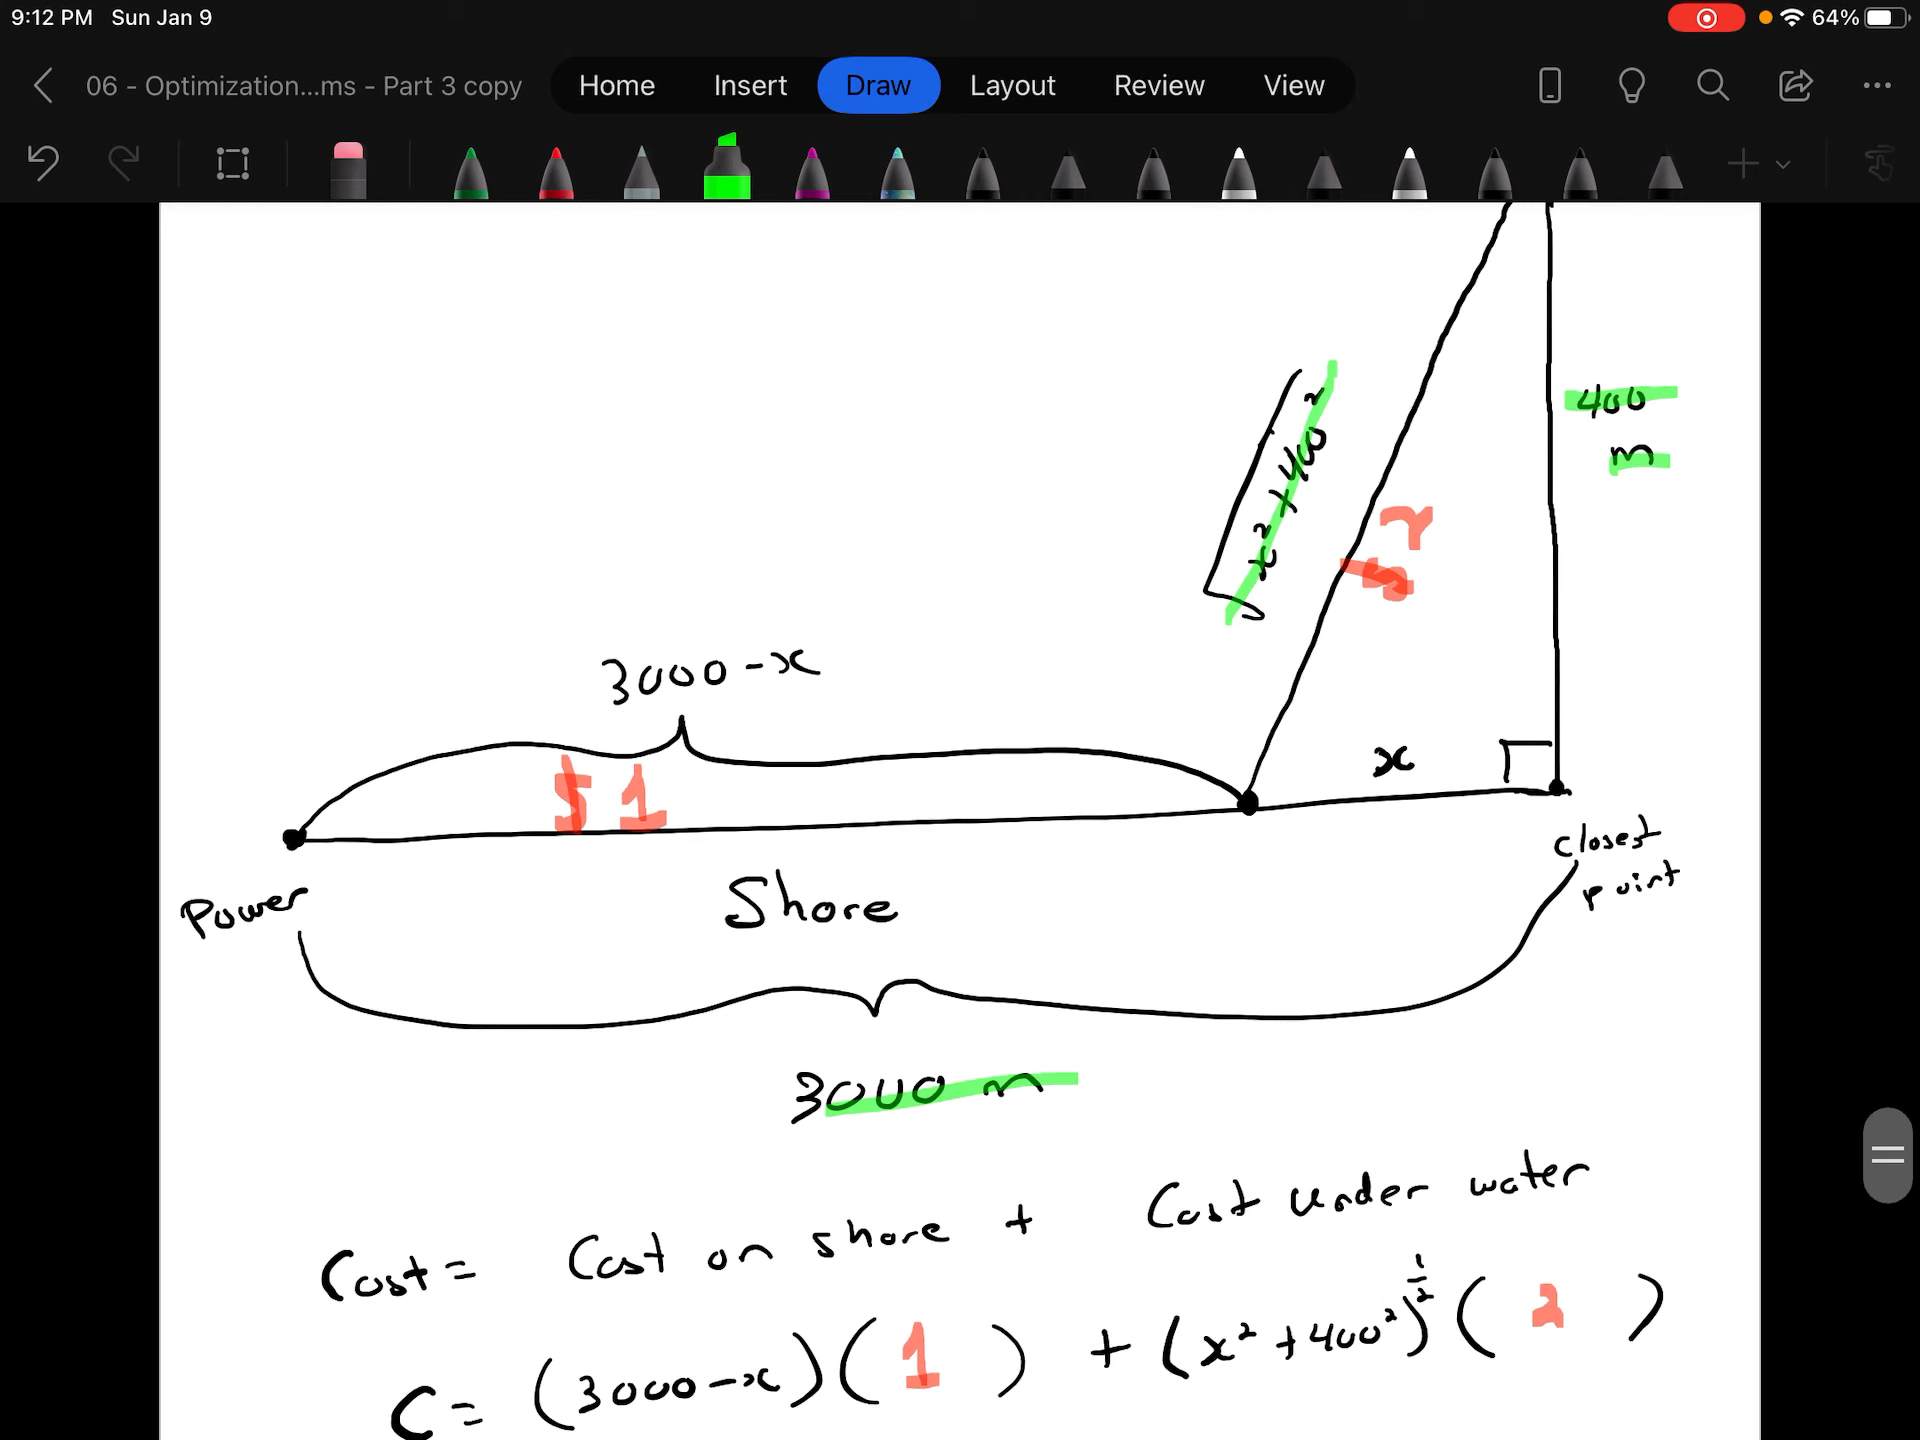 9:12 PM Sun Jan 9
64%
06 - Optimization...ms - Part 3 copy
Home Insert Draw Layout Review View
400
m
√x² + 400²
3000 - x
$ 1
x
closest
point
Power
Shore
3000 m
Cost = Cost on shore + Cost under water
C = (3000 - x)( 1 ) + (x² + 400²)^½ ( 2 )